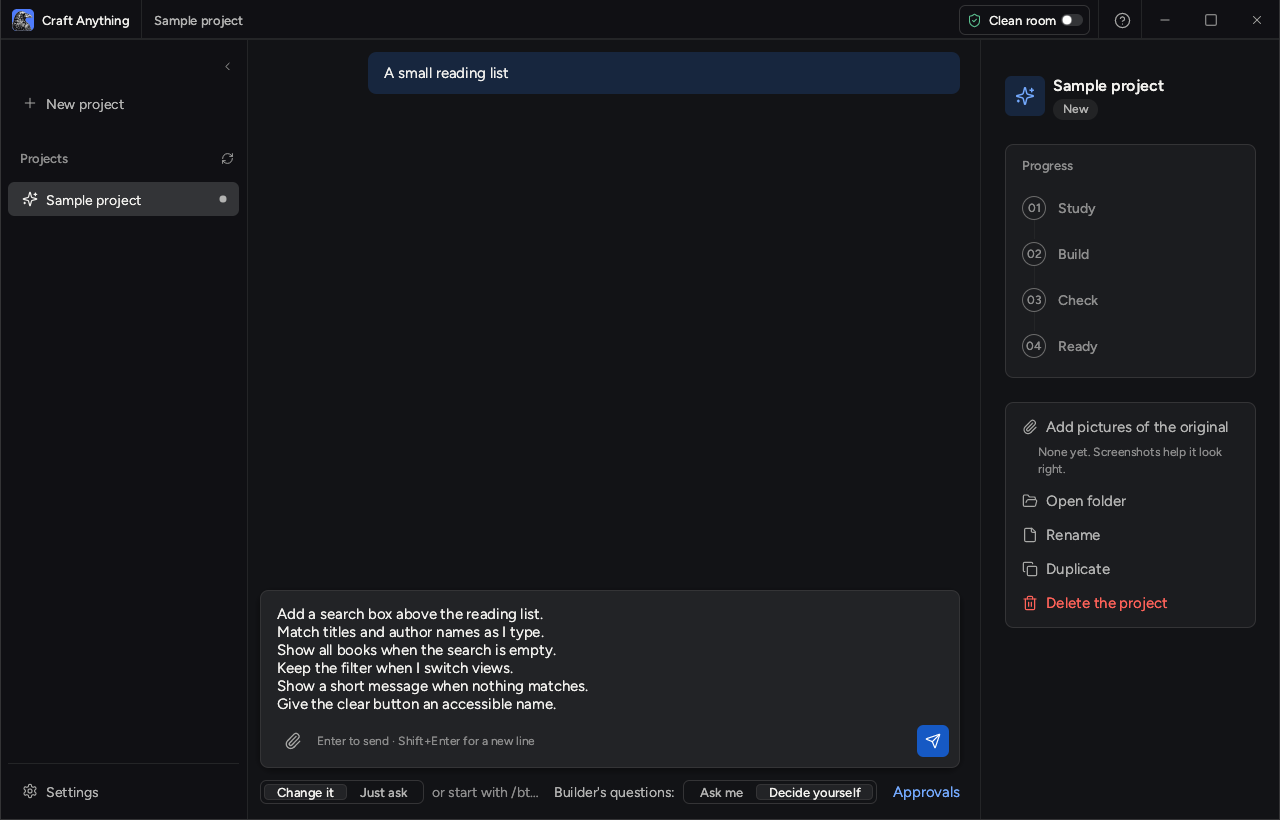 Craft Anything
Sample project
Clean room
New project
Projects
Sample project
Settings
A small reading list
Add a search box above the reading list.
Match titles and author names as I type.
Show all books when the search is empty.
Keep the filter when I switch views.
Show a short message when nothing matches.
Give the clear button an accessible name.
Enter to send · Shift+Enter for a new line
Change it
Just ask
or start with /bt...
Builder's questions:
Ask me
Decide yourself
Approvals
Sample project
New
Progress
01 Study
02 Build
03 Check
04 Ready
Add pictures of the original
None yet. Screenshots help it look
right.
Open folder
Rename
Duplicate
Delete the project